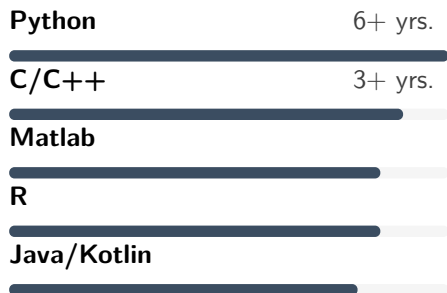 Python 6+ yrs.
C/C++ 3+ yrs.
Matlab
R
Java/Kotlin